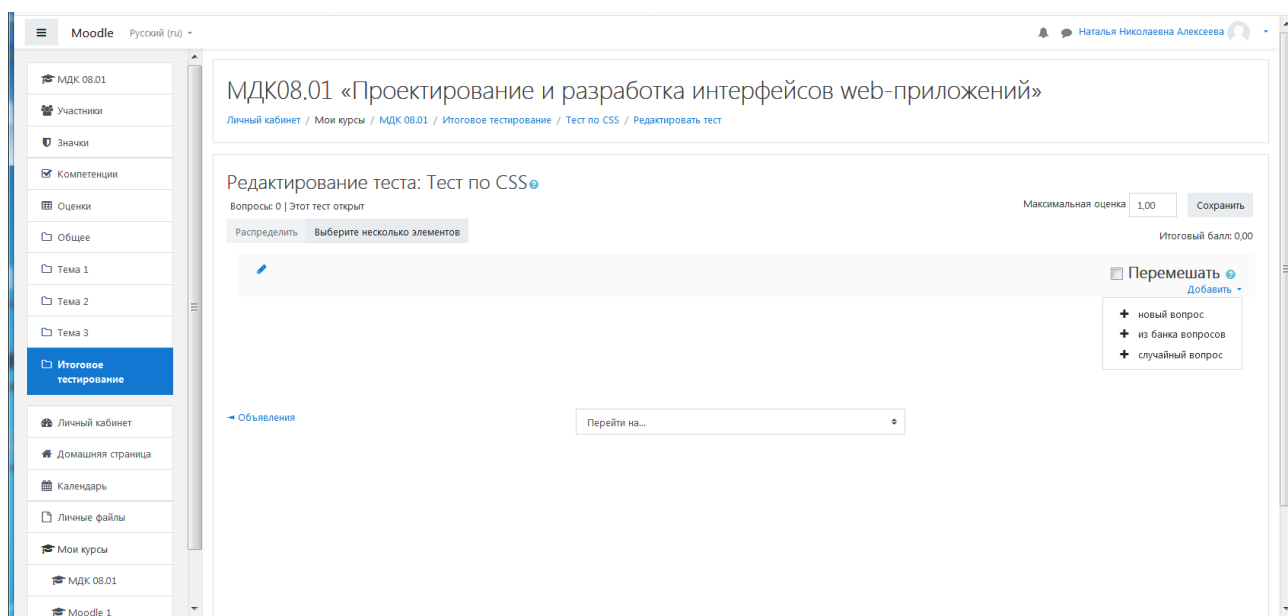 Moodle Русский (ru)
Наталья Николаевна Алексеева
МДК 08.01
Участники
Значки
Компетенции
Оценки
Общее
Тема 1
Тема 2
Тема 3
Итоговое
тестирование
Личный кабинет
Домашняя страница
Календарь
Личные файлы
Мои курсы
МДК 08.01
Moodle 1
МДК08.01 «Проектирование и разработка интерфейсов web-приложений»
Личный кабинет / Мои курсы / МДК 08.01 / Итоговое тестирование / Тест по CSS / Редактировать тест
Редактирование теста: Тест по CSS
Вопросы: 0 | Этот тест открыт
Максимальная оценка 1,00 Сохранить
Распределить Выберите несколько элементов
Итоговый балл: 0,00
Перемешать
Добавить
новый вопрос
из банка вопросов
случайный вопрос
Объявления
Перейти на...